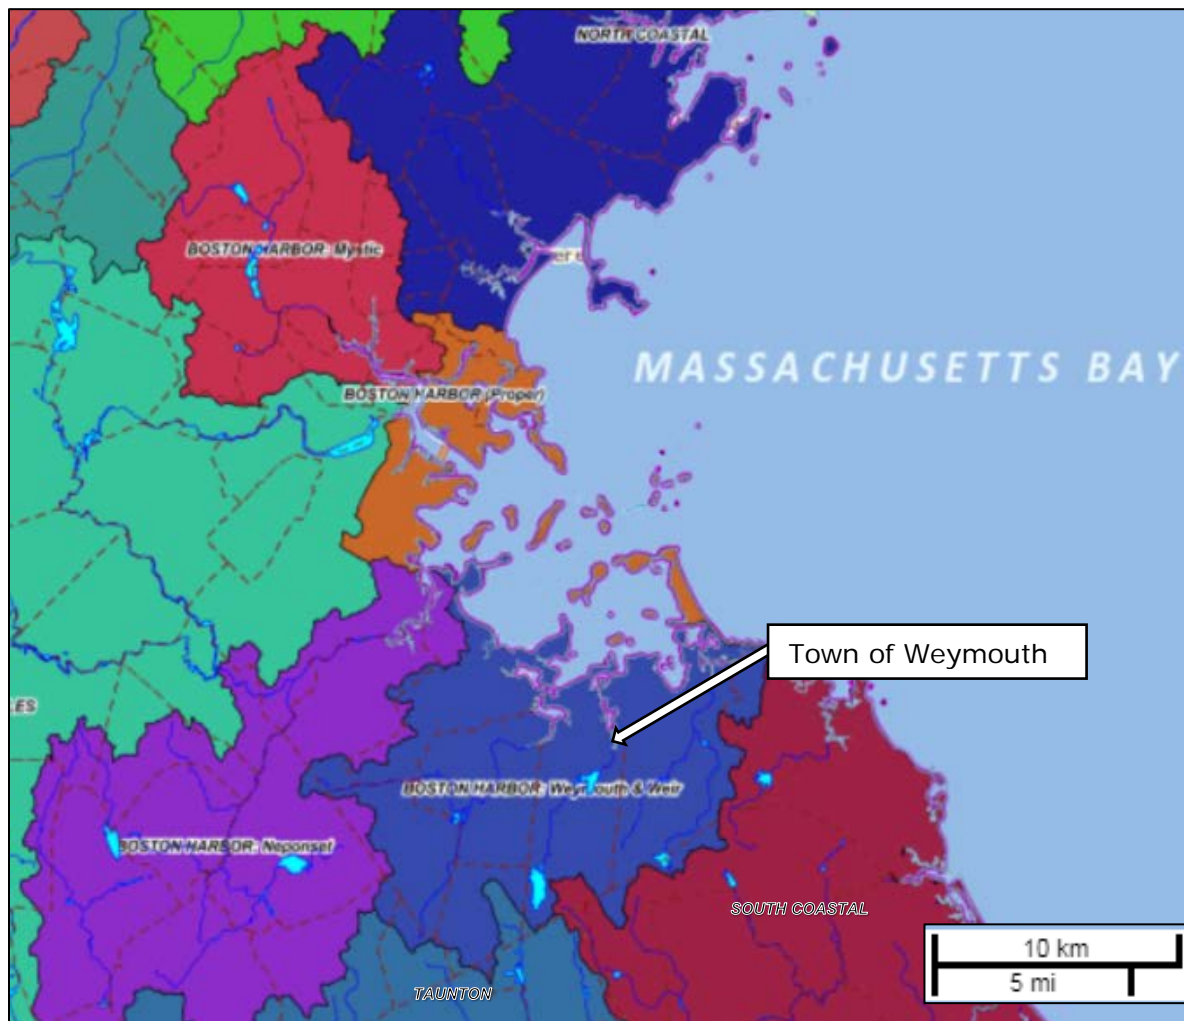 NORTH COASTAL
BOSTON HARBOR: Mystic
MASSACHUSETTS BAY
BOSTON HARBOR (Proper)
Town of Weymouth
ES
BOSTON HARBOR: Weymouth & Weir
BOSTON HARBOR: Neponset
SOUTH COASTAL
10 km
5 mi
TAUNTON